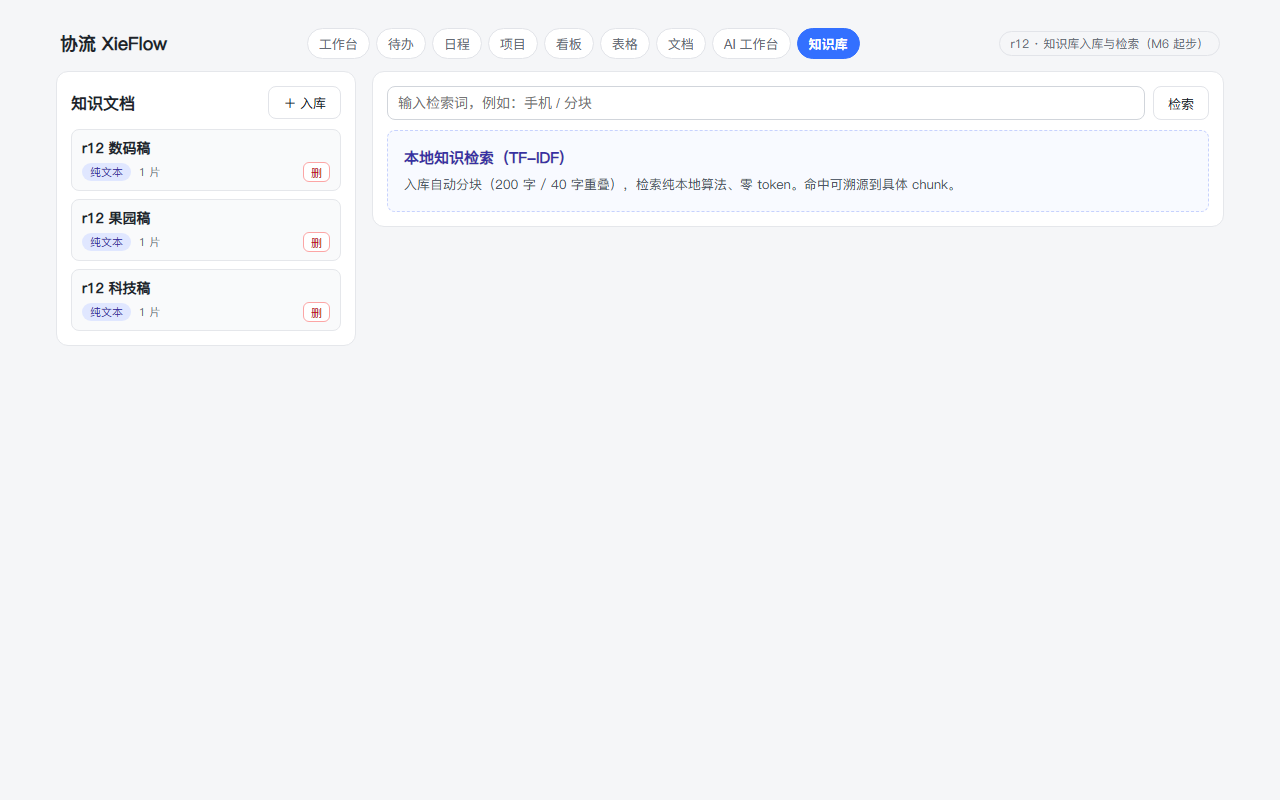 协流 XieFlow
工作台 待办 日程 项目 看板 表格 文档 AI 工作台 知识库
r12 · 知识库入库与检索（M6 起步）
知识文档
＋ 入库
r12 数码稿
纯文本 1 片 删
r12 果园稿
纯文本 1 片 删
r12 科技稿
纯文本 1 片 删
输入检索词，例如：手机 / 分块
检索
本地知识检索（TF-IDF）
入库自动分块（200 字 / 40 字重叠），检索纯本地算法、零 token。命中可溯源到具体 chunk。